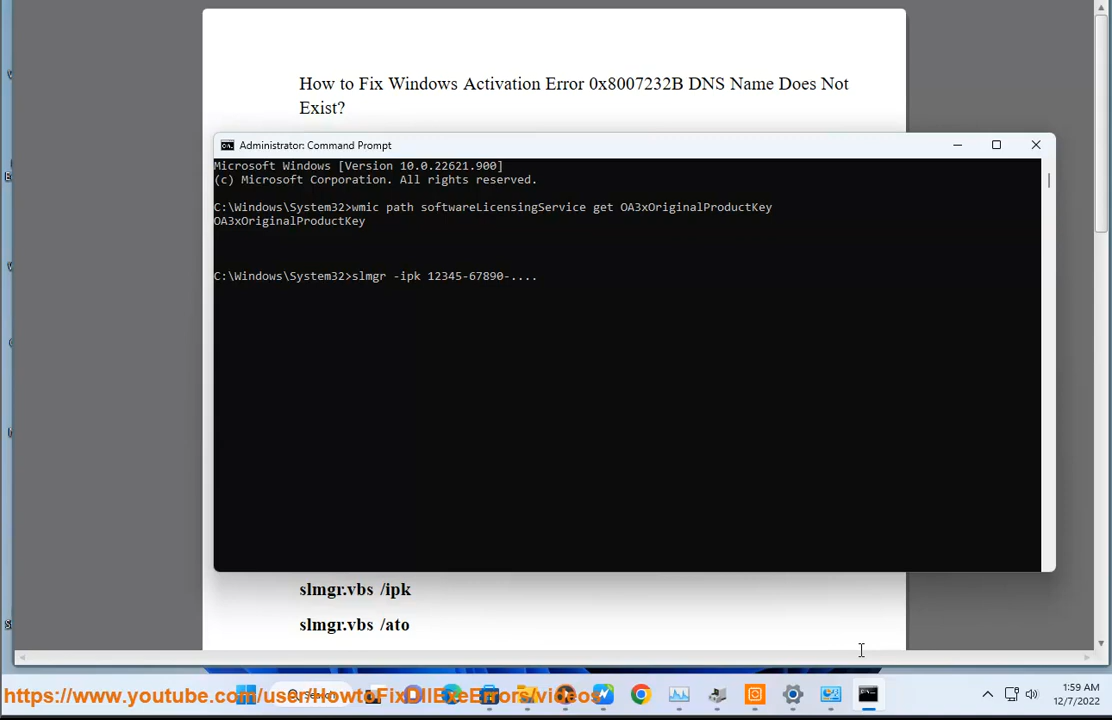 How to Fix Windows Activation Error 0x8007232B DNS Name Does Not
Exist?
Administrator: Command Prompt
Microsoft Windows [Version 10.0.22621.900]
(c) Microsoft Corporation. All rights reserved.
C:\Windows\System32>wmic path softwareLicensingService get OA3xOriginalProductKey
OA3xOriginalProductKey
C:\Windows\System32>slmgr -ipk 12345-67890-....
slmgr.vbs /ipk
slmgr.vbs /ato
https://www.youtube.com/user/HowtoFixDllExeErrors/videos
Search
1:59 AM
12/7/2022